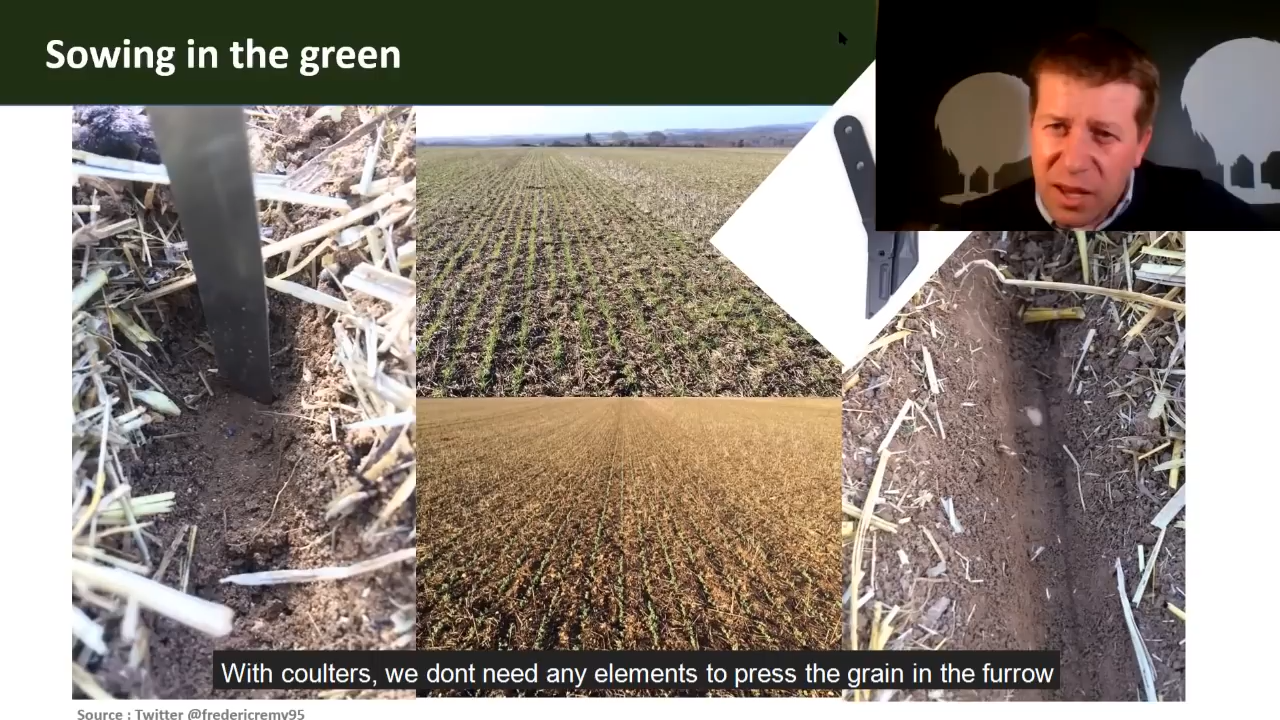 Sowing in the green
With coulters, we dont need any elements to press the grain in the furrow
Source : Twitter @fredericremy95